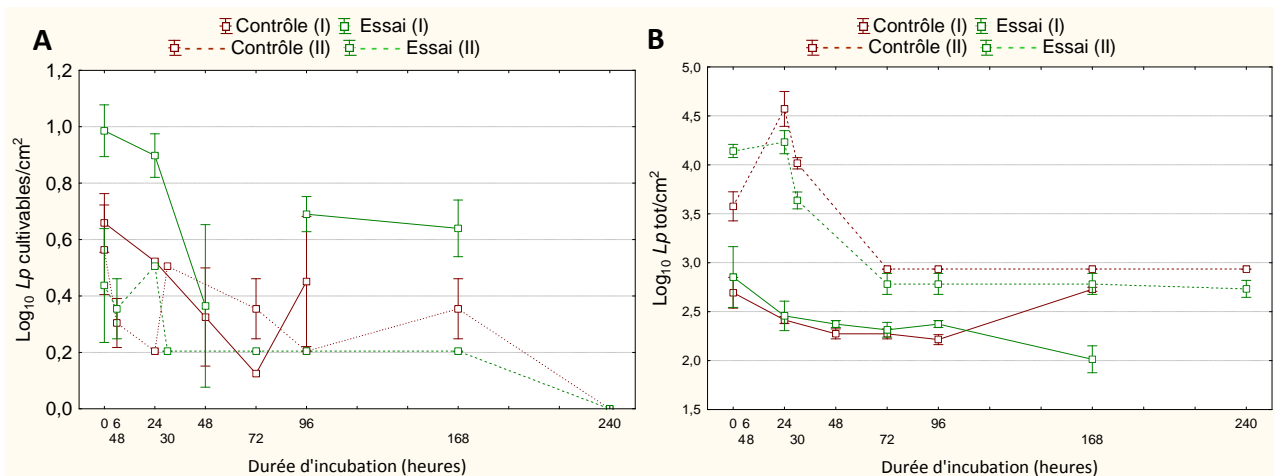 A
Contrôle (I) Essai (I)
Contrôle (II) Essai (II)
1,2
1,0
0,8
0,6
0,4
0,2
0,0
Log10 Lp cultivables/cm²
0 6 24 48 96 240
48 30 72 168
Durée d'incubation (heures)
B
Contrôle (I) Essai (I)
Contrôle (II) Essai (II)
5,0
4,5
4,0
3,5
3,0
2,5
2,0
1,5
Log10 Lp tot/cm²
0 6 24 48 72 96 168 240
48 30
Durée d'incubation (heures)